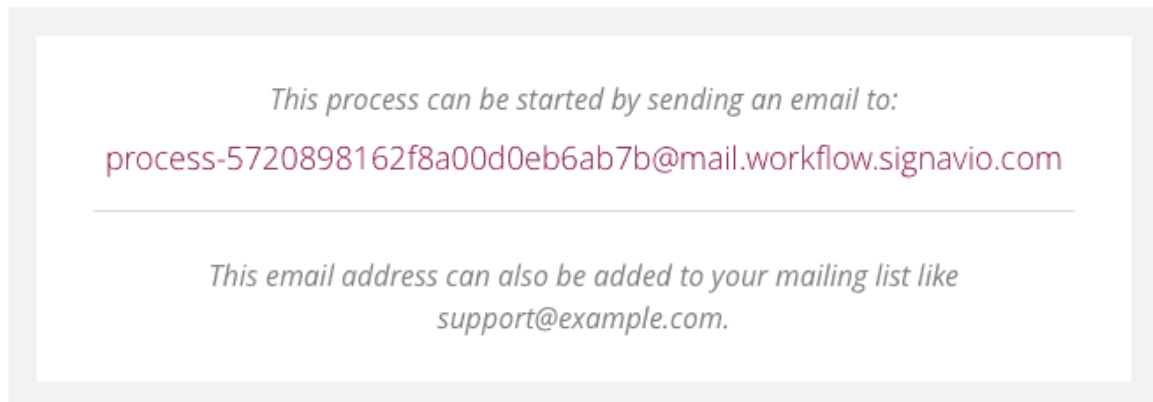 This process can be started by sending an email to:
process-5720898162f8a00d0eb6ab7b@mail.workflow.signavio.com
This email address can also be added to your mailing list like
support@example.com.